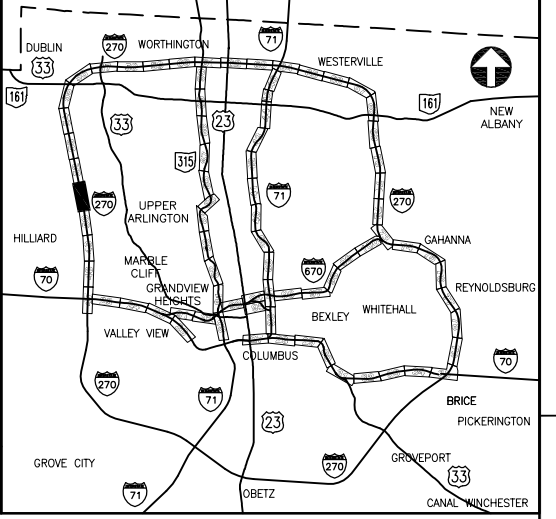 DUBLIN
33
270
WORTHINGTON
71
WESTERVILLE
161
161
NEW
ALBANY
33
23
315
270
71
270
UPPER
ARLINGTON
HILLIARD
GAHANNA
70
MARBLE
CLIFF
670
GRANDVIEW
HEIGHTS
REYNOLDSBURG
BEXLEY
WHITEHALL
VALLEY VIEW
COLUMBUS
70
270
71
BRICE
23
PICKERINGTON
GROVE CITY
270
GROVEPORT
33
71
OBETZ
CANAL WINCHESTER